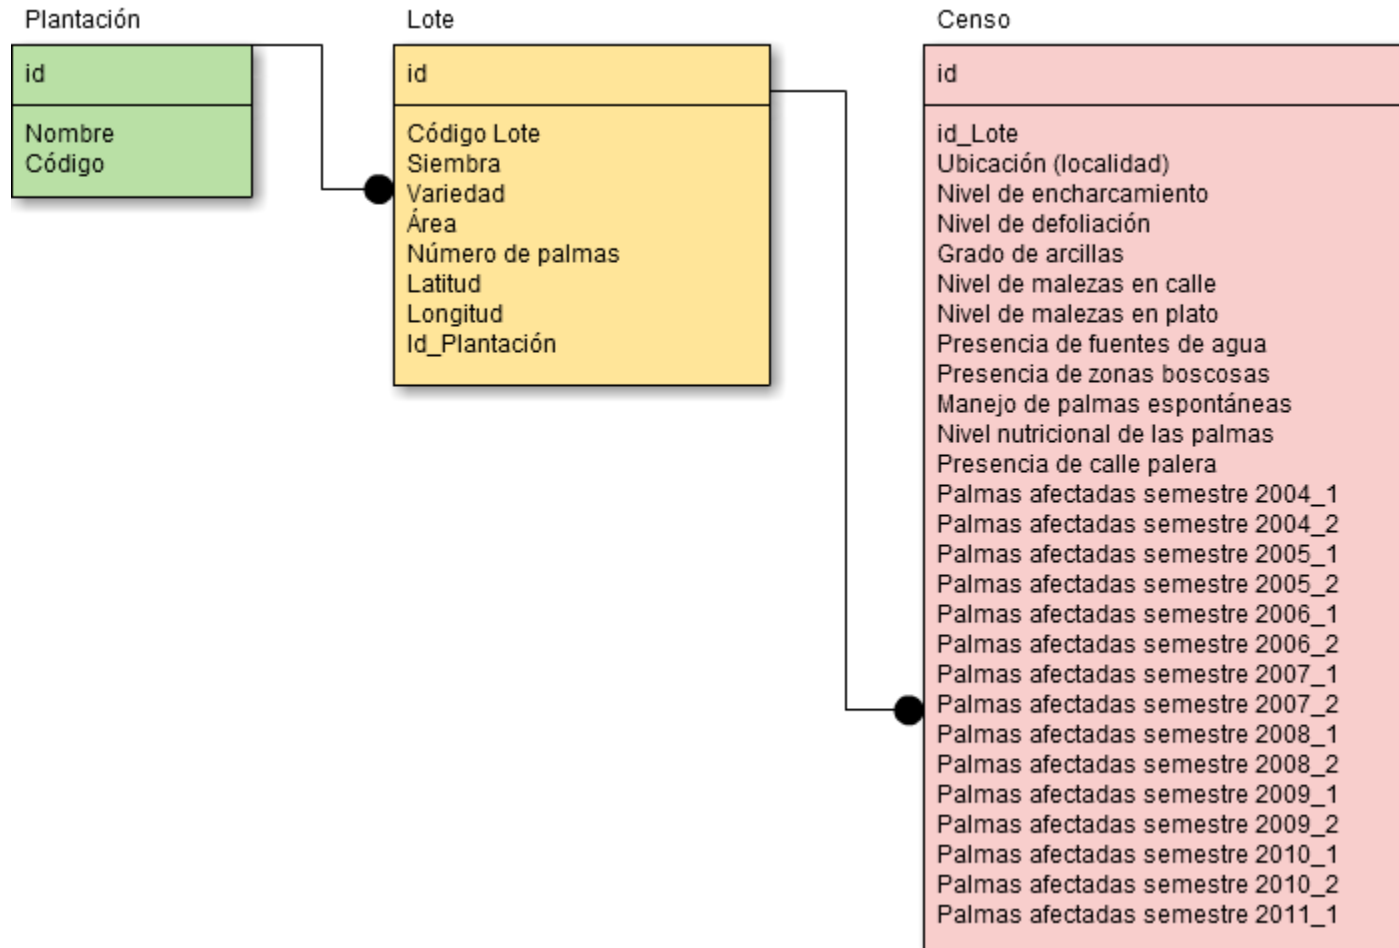 Plantación
id
Nombre
Código
Lote
id
Código Lote
Siembra
Variedad
Área
Número de palmas
Latitud
Longitud
Id_Plantación
Censo
id
id_Lote
Ubicación (localidad)
Nivel de encharcamiento
Nivel de defoliación
Grado de arcillas
Nivel de malezas en calle
Nivel de malezas en plato
Presencia de fuentes de agua
Presencia de zonas boscosas
Manejo de palmas espontáneas
Nivel nutricional de las palmas
Presencia de calle palera
Palmas afectadas semestre 2004_1
Palmas afectadas semestre 2004_2
Palmas afectadas semestre 2005_1
Palmas afectadas semestre 2005_2
Palmas afectadas semestre 2006_1
Palmas afectadas semestre 2006_2
Palmas afectadas semestre 2007_1
Palmas afectadas semestre 2007_2
Palmas afectadas semestre 2008_1
Palmas afectadas semestre 2008_2
Palmas afectadas semestre 2009_1
Palmas afectadas semestre 2009_2
Palmas afectadas semestre 2010_1
Palmas afectadas semestre 2010_2
Palmas afectadas semestre 2011_1